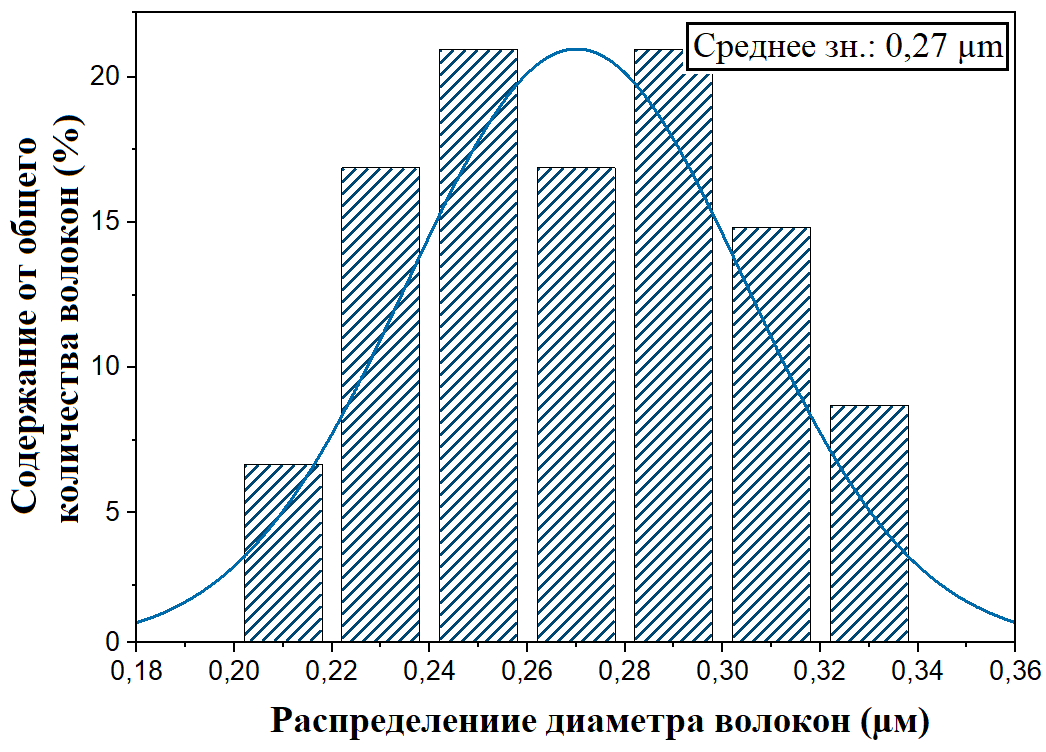 Среднее зн.: 0,27 µm
Содержание от общего
количества волокон (%)
20
15
10
5
0
0,18 0,20 0,22 0,24 0,26 0,28 0,30 0,32 0,34 0,36
Распределениие диаметра волокон (µм)